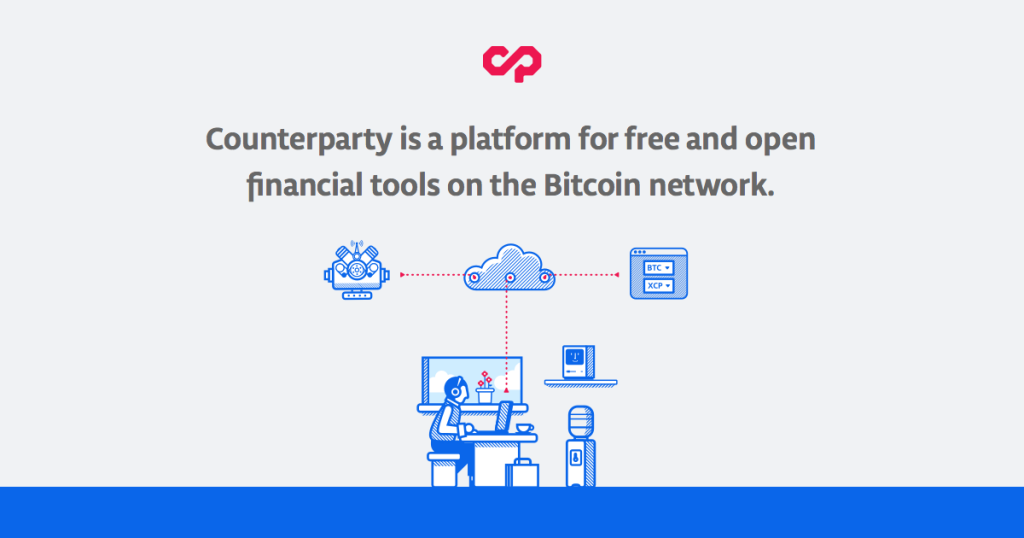 Counterparty is a platform for free and open
financial tools on the Bitcoin network.
BTC
XCP